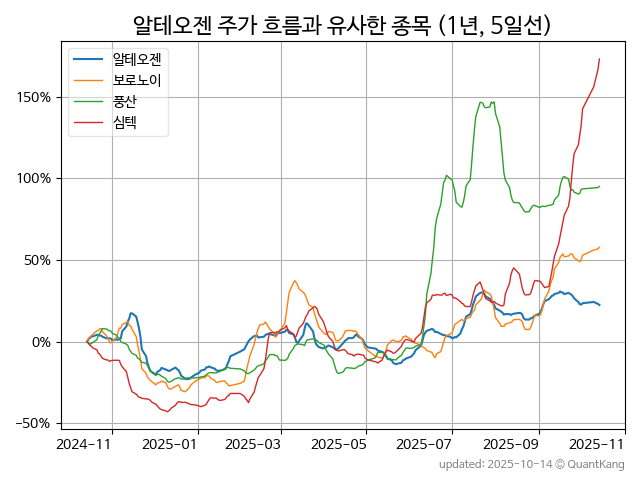 알테오젠 주가 흐름과 유사한 종목 (1년, 5일선)
알테오젠
보로노이
풍산
심텍
150%
100%
50%
0%
−50%
2024-11
2025-01
2025-03
2025-05
2025-07
2025-09
2025-11
updated: 2025-10-14 © QuantKang